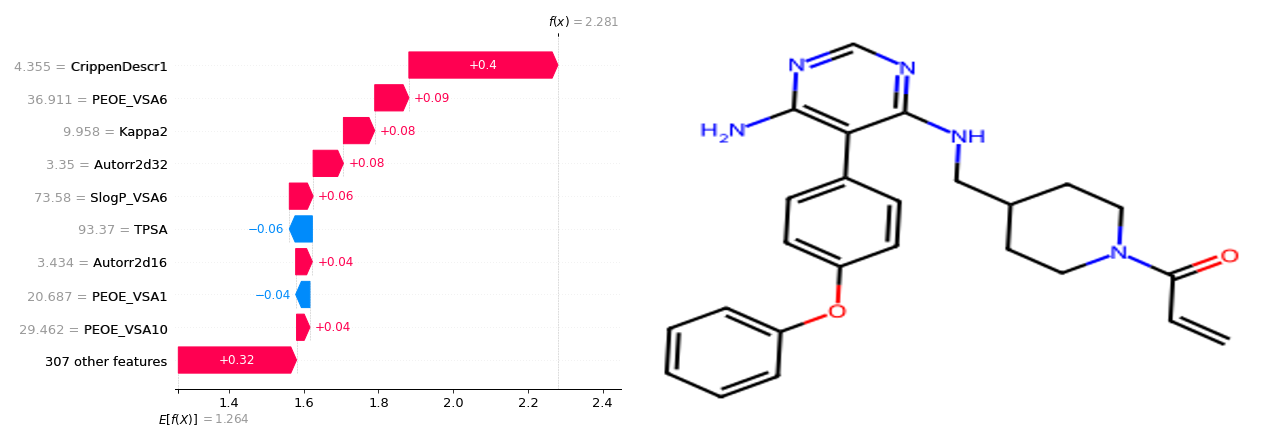 f(x) = 2.281
4.355 = CrippenDescr1
+0.4
36.911 = PEOE_VSA6
+0.09
9.958 = Kappa2
+0.08
3.35 = Autorr2d32
+0.08
73.58 = SlogP_VSA6
+0.06
93.37 = TPSA
−0.06
3.434 = Autorr2d16
+0.04
20.687 = PEOE_VSA1
−0.04
29.462 = PEOE_VSA10
+0.04
307 other features
+0.32
1.4 1.6 1.8 2.0 2.2 2.4
E[f(X)] = 1.264
N
N
H₂N
NH
N
O
O